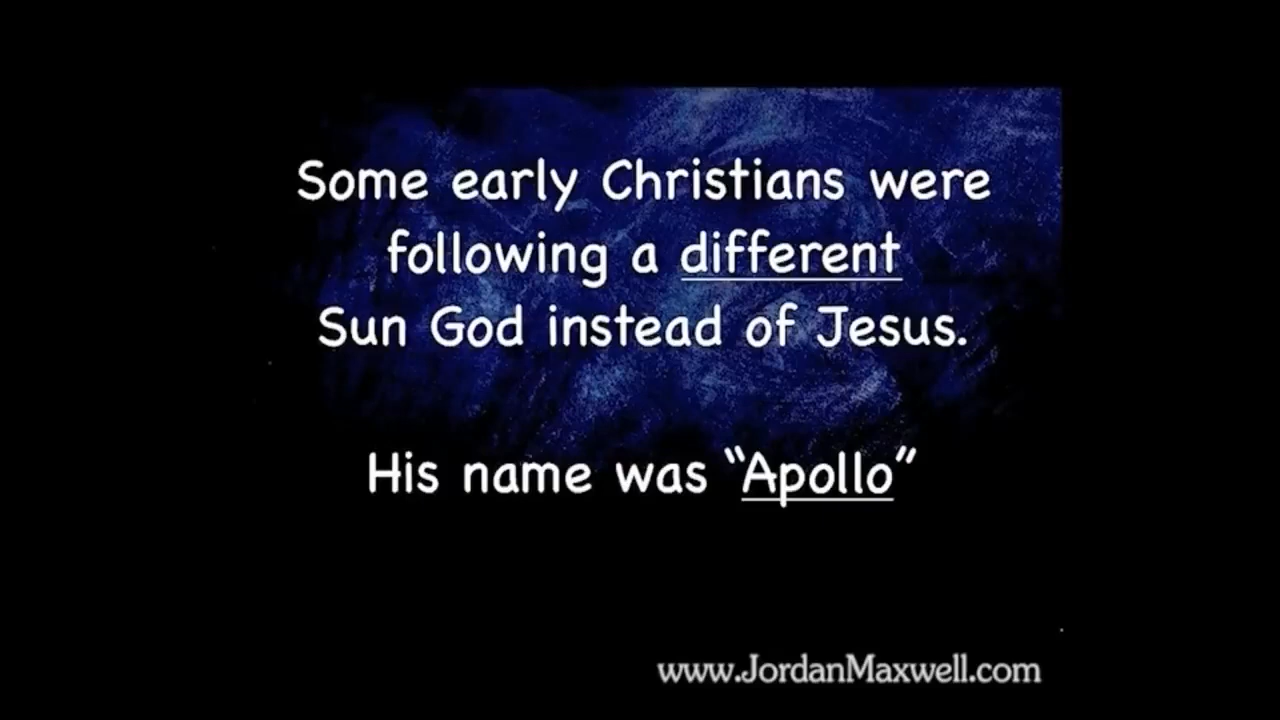 Some early Christians were
following a different
Sun God instead of Jesus.
His name was “Apollo”
www.JordanMaxwell.com